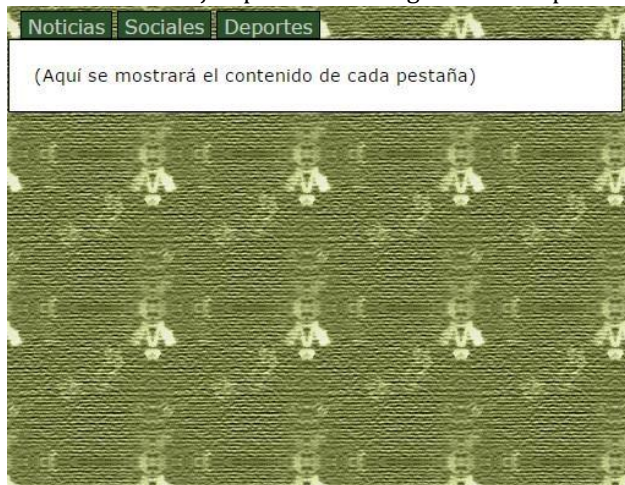 Noticias Sociales Deportes
(Aquí se mostrará el contenido de cada pestaña)